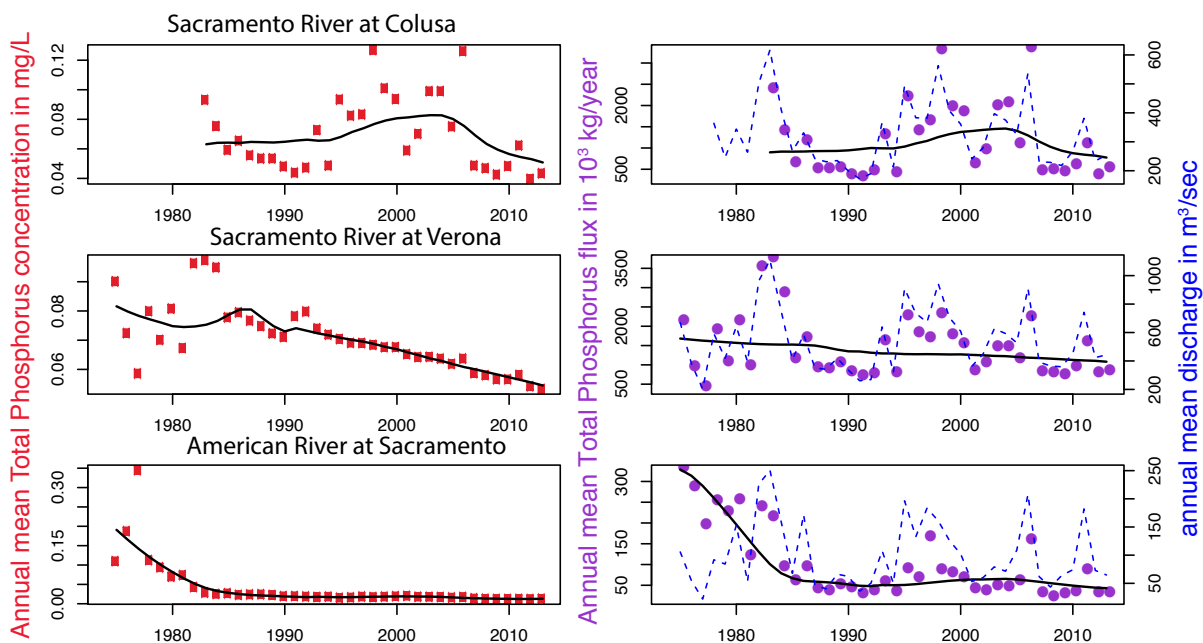 Sacramento River at Colusa
Annual mean Total Phosphorus concentration in mg/L
0.12
0.08
0.04
1980 1990 2000 2010
Annual mean Total Phosphorus flux in 10³ kg/year
2000
500
600
400
200
1980 1990 2000 2010
annual mean discharge in m³/sec
Sacramento River at Verona
0.08
0.06
1980 1990 2000 2010
3500
2000
500
1000
600
200
1980 1990 2000 2010
American River at Sacramento
0.30
0.15
0.00
1980 1990 2000 2010
300
150
50
250
150
50
1980 1990 2000 2010